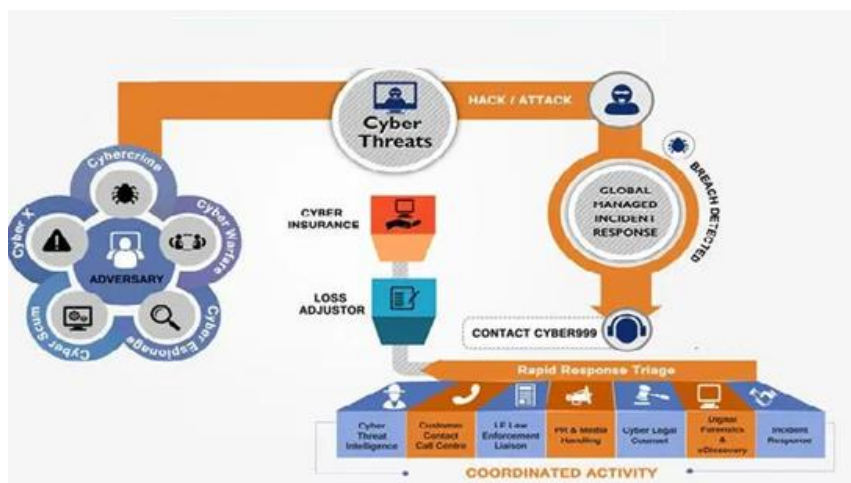 Cyber
Threats
HACK / ATTACK
BREACH DETECTED
GLOBAL
MANAGED
INCIDENT
RESPONSE
Cybercrime
Cyber Warfare
Cyber Espionage
Cyber Scum
Cyber X
ADVERSARY
CYBER
INSURANCE
LOSS
ADJUSTOR
CONTACT CYBER999
Rapid Response Triage
Cyber
Threat
Intelligence
Customer
Contact
Call Centre
Law
Enforcement
Liaison
PR & Media
Handling
Cyber Legal
Counsel
Digital
Forensics
&
eDiscovery
Incident
Response
COORDINATED ACTIVITY